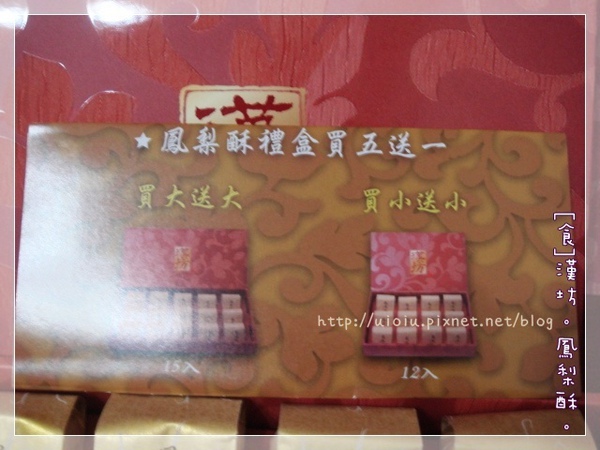 漢
★鳳梨酥禮盒買五送一
買大送大
買小送小
15入
12入
http://uioiu.pixnet.net/blog
[食]漢坊。鳳梨酥。